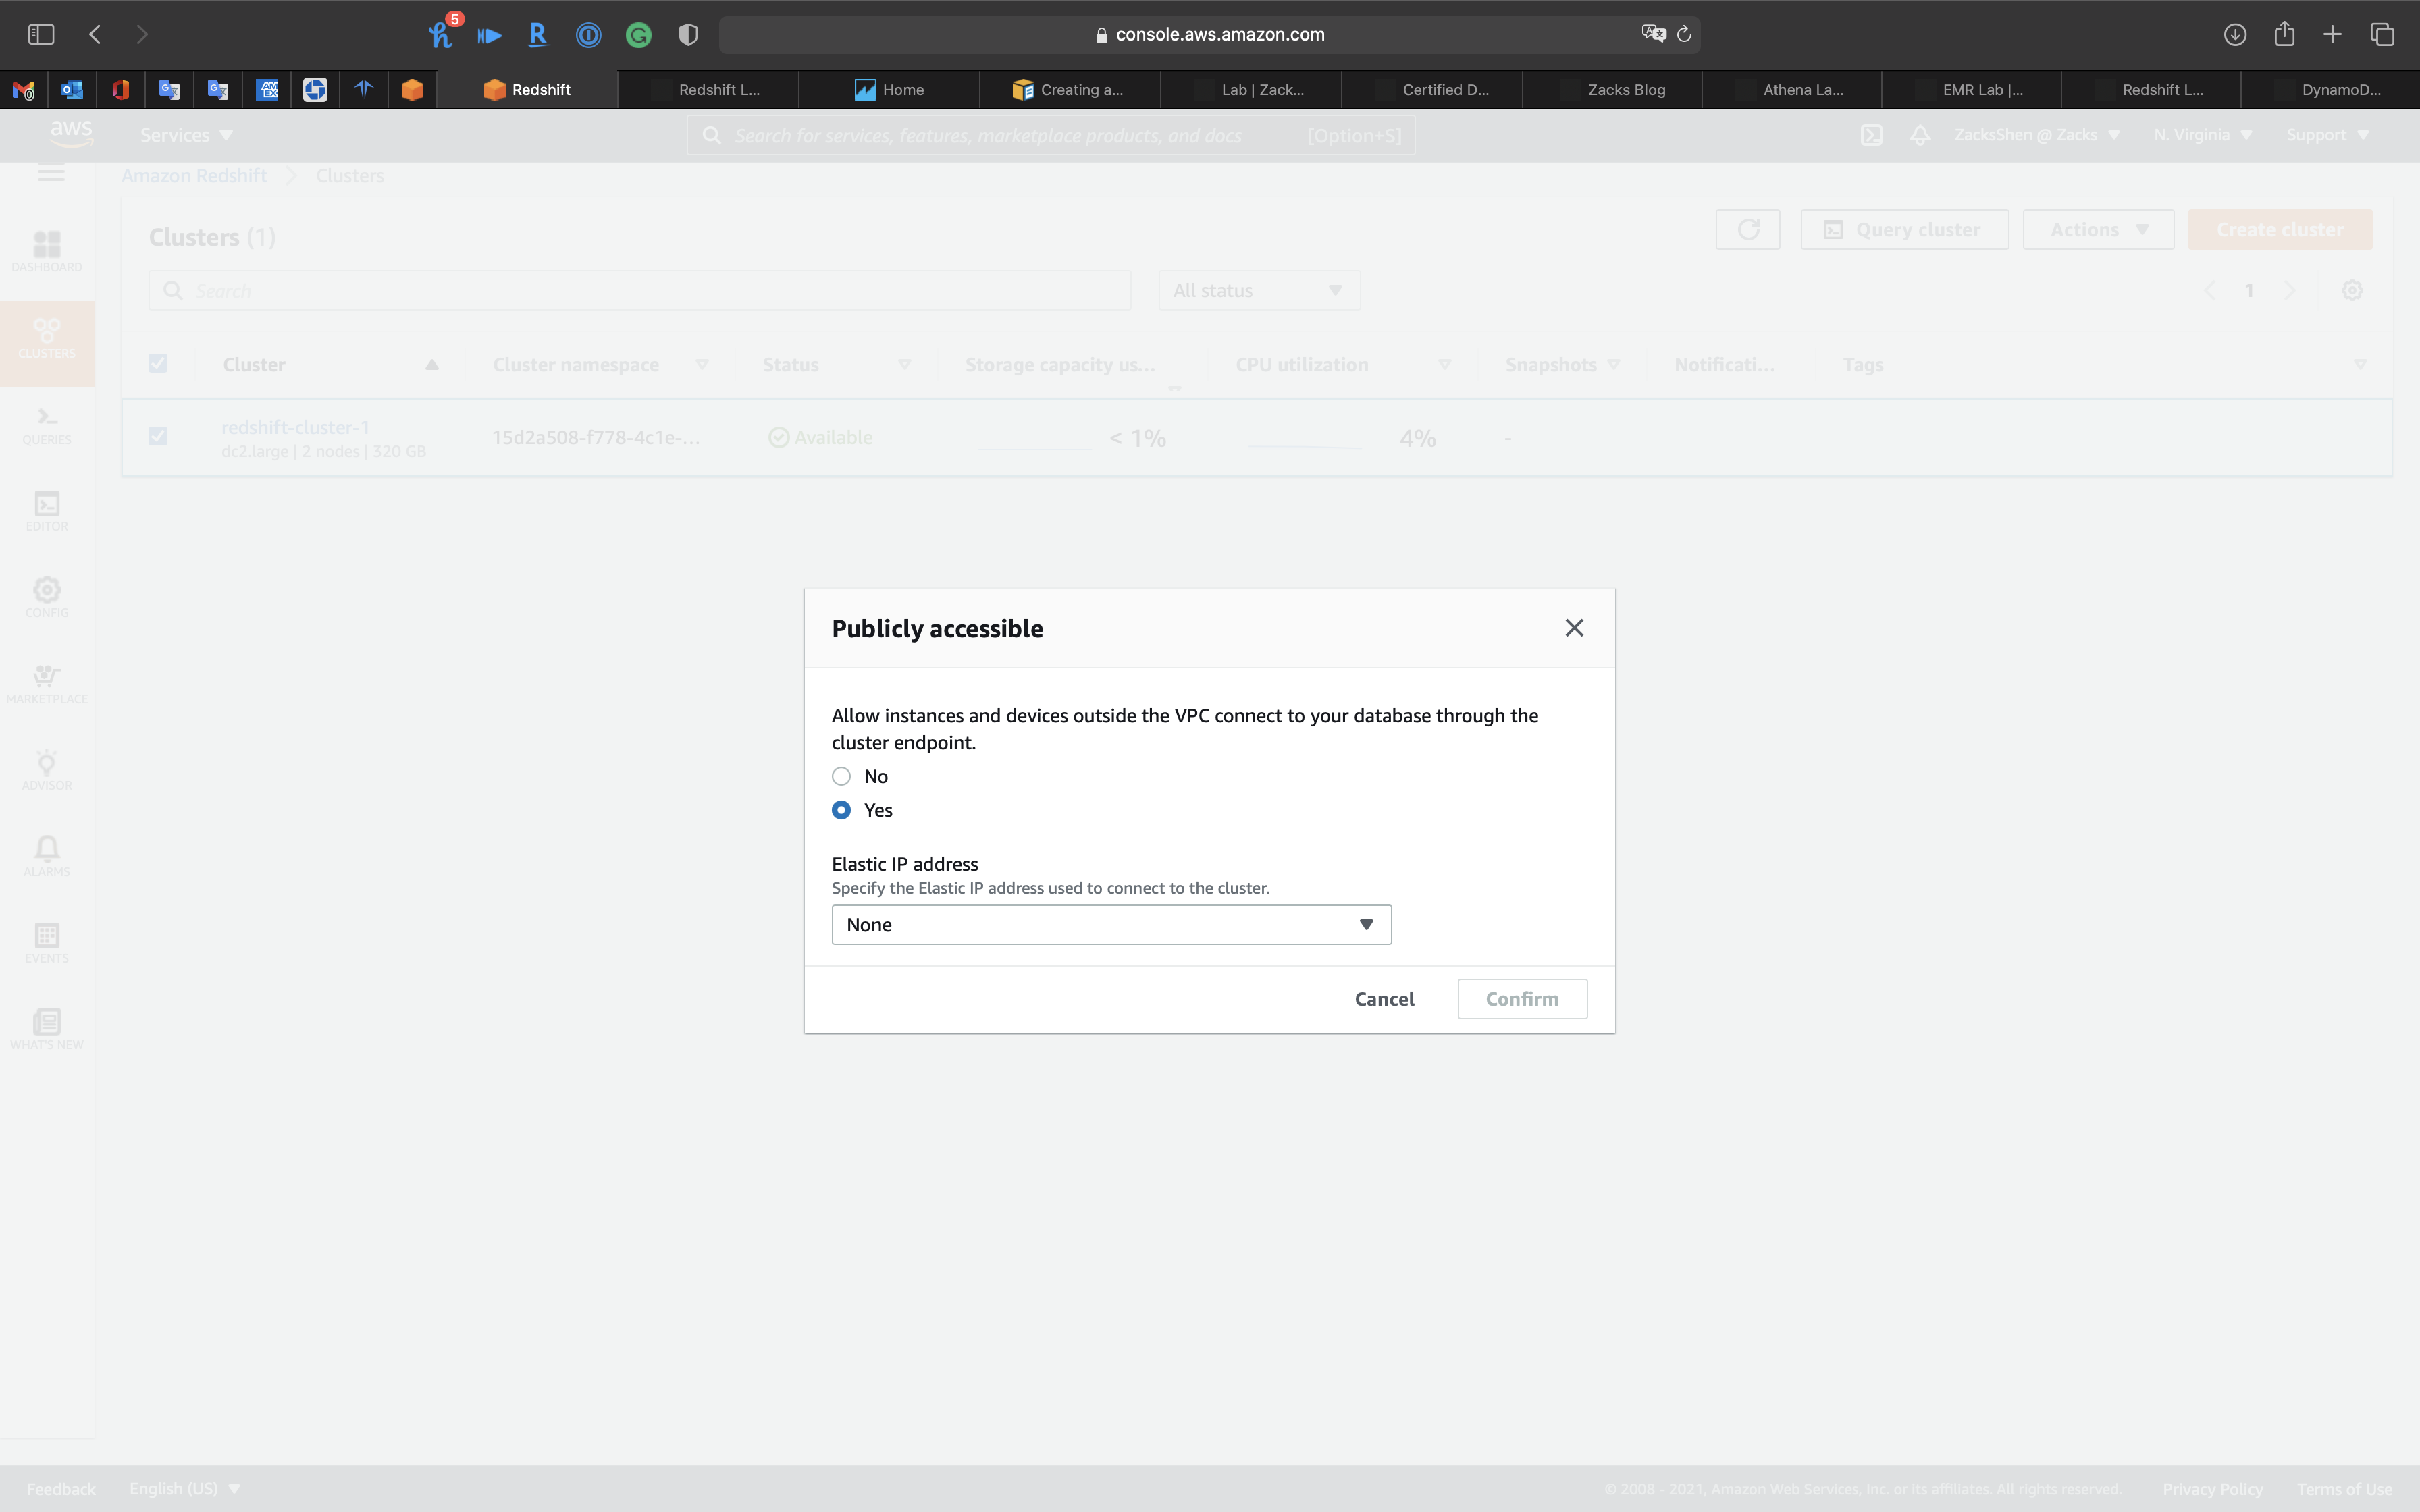 5
console.aws.amazon.com
0
AM
EX
Redshift
Redshift L...
Home
Creating a...
Lab | Zack...
Certified D...
Zacks Blog
Athena La...
EMR Lab |...
Redshift L...
DynamoD...
aws
Services
Search for services, features, marketplace products, and docs
[Option+S]
ZacksShen @ Zacks
N. Virginia
Support
Amazon Redshift
Clusters
Clusters (1)
Query cluster
Actions
Create cluster
DASHBOARD
Search
All status
1
CLUSTERS
Cluster
Cluster namespace
Status
Storage capacity us...
CPU utilization
Snapshots
Notificati...
Tags
redshift-cluster-1
dc2.large | 2 nodes | 320 GB
15d2a508-f778-4c1e-...
Available
< 1%
4%
-
QUERIES
EDITOR
CONFIG
MARKETPLACE
ADVISOR
ALARMS
EVENTS
WHAT'S NEW
Publicly accessible
Allow instances and devices outside the VPC connect to your database through the
cluster endpoint.
No
Yes
Elastic IP address
Specify the Elastic IP address used to connect to the cluster.
None
Cancel
Confirm
Feedback
English (US)
© 2008 - 2021, Amazon Web Services, Inc. or its affiliates. All rights reserved.
Privacy Policy
Terms of Use